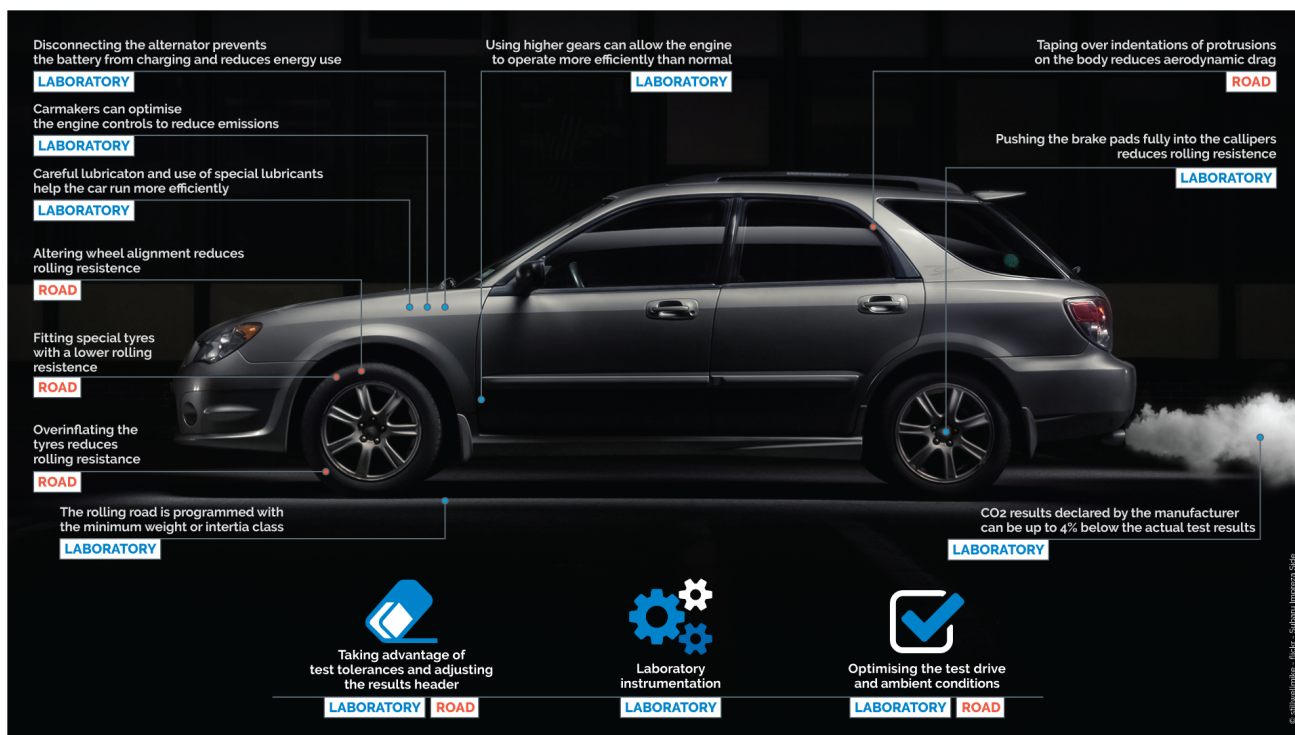 Disconnecting the alternator prevents
the battery from charging and reduces energy use
LABORATORY
Carmakers can optimise
the engine controls to reduce emissions
LABORATORY
Careful lubricaton and use of special lubricants
help the car run more efficiently
LABORATORY
Altering wheel alignment reduces
rolling resistence
ROAD
Fitting special tyres
with a lower rolling
resistence
ROAD
Overinflating the
tyres reduces
rolling resistance
ROAD
The rolling road is programmed with
the minimum weight or intertia class
LABORATORY
Using higher gears can allow the engine
to operate more efficiently than normal
LABORATORY
Taping over indentations of protrusions
on the body reduces aerodynamic drag
ROAD
Pushing the brake pads fully into the callipers
reduces rolling resistence
LABORATORY
CO2 results declared by the manufacturer
can be up to 4% below the actual test results
LABORATORY
Taking advantage of
test tolerances and adjusting
the results header
LABORATORY ROAD
Laboratory
instrumentation
LABORATORY
Optimising the test drive
and ambient conditions
LABORATORY ROAD
© stillwellmike - flickr - Subaru Impreza Side